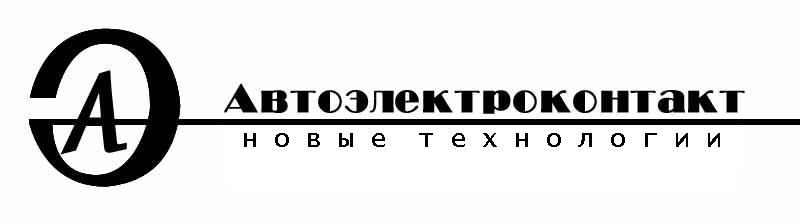 А
Автоэлектроконтакт
новые технологии